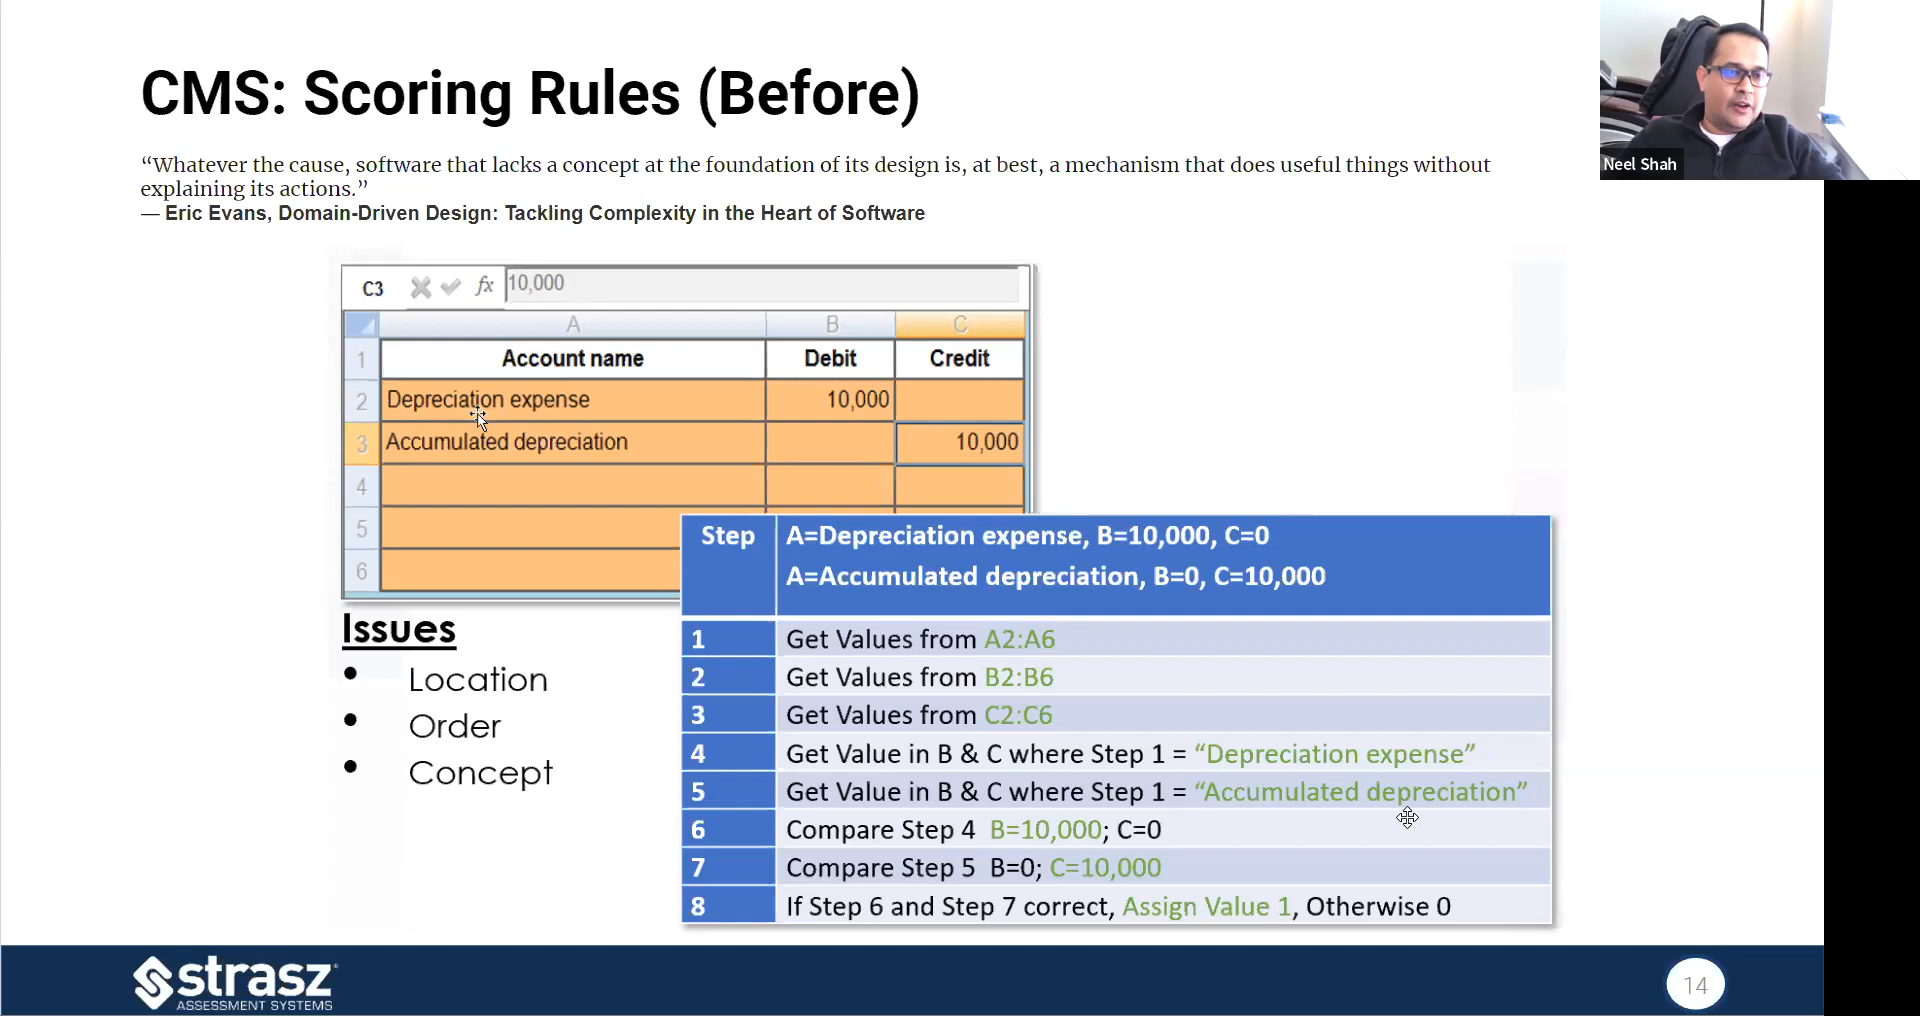 CMS: Scoring Rules (Before)
“Whatever the cause, software that lacks a concept at the foundation of its design is, at best, a mechanism that does useful things without
explaining its actions.”
— Eric Evans, Domain-Driven Design: Tackling Complexity in the Heart of Software
Neel Shah
C3 fx 10,000
A B C
1 Account name Debit Credit
2 Depreciation expense 10,000
3 Accumulated depreciation 10,000
4
5
6
Step A=Depreciation expense, B=10,000, C=0
A=Accumulated depreciation, B=0, C=10,000
1 Get Values from A2:A6
2 Get Values from B2:B6
3 Get Values from C2:C6
4 Get Value in B & C where Step 1 = “Depreciation expense”
5 Get Value in B & C where Step 1 = “Accumulated depreciation”
6 Compare Step 4 B=10,000; C=0
7 Compare Step 5 B=0; C=10,000
8 If Step 6 and Step 7 correct, Assign Value 1, Otherwise 0
Issues
• Location
• Order
• Concept
strasz
ASSESSMENT SYSTEMS
14